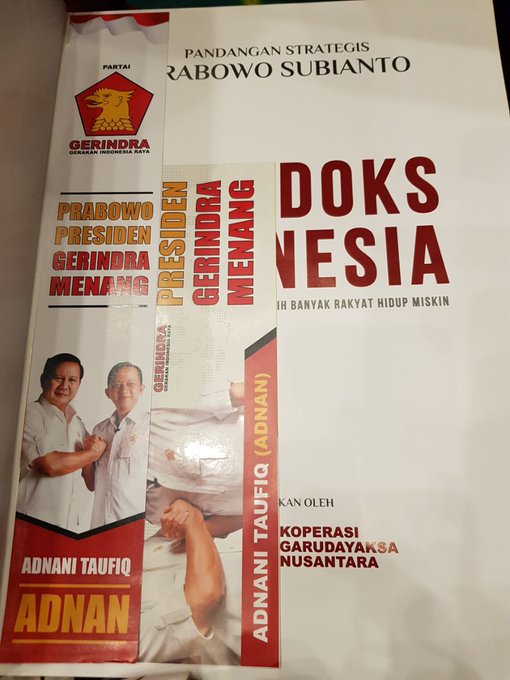 PARTAI
GERINDRA
GERAKAN INDONESIA RAYA
PRABOWO
PRESIDEN
GERINDRA
MENANG
ADNANI TAUFIQ
ADNAN
PRESIDEN
GERINDRA
MENANG
GERINDRA
GERAKAN INDONESIA RAYA
ADNANI TAUFIQ (ADNAN)
PANDANGAN STRATEGIS
RABOWO SUBIANTO
DOKS
NESIA
IH BANYAK RAKYAT HIDUP MISKIN
KAN OLEH
KOPERASI
GARUDAYAKSA
NUSANTARA